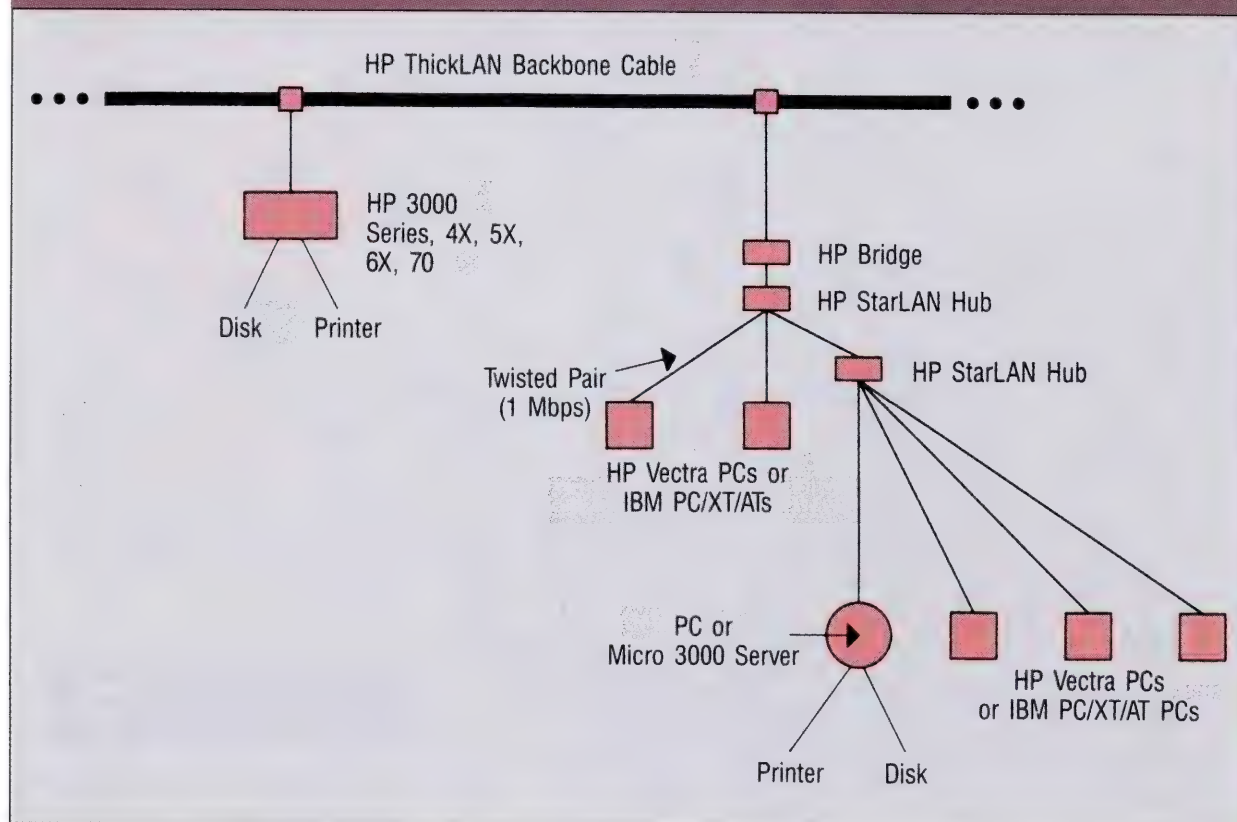 HP ThickLAN Backbone Cable
HP 3000
Series, 4X, 5X,
6X, 70
Disk
Printer
HP Bridge
HP StarLAN Hub
Twisted Pair
(1 Mbps)
HP StarLAN Hub
HP Vectra PCs or
IBM PC/XT/ATs
PC or
Micro 3000 Server
HP Vectra PCs
or IBM PC/XT/AT PCs
Printer
Disk